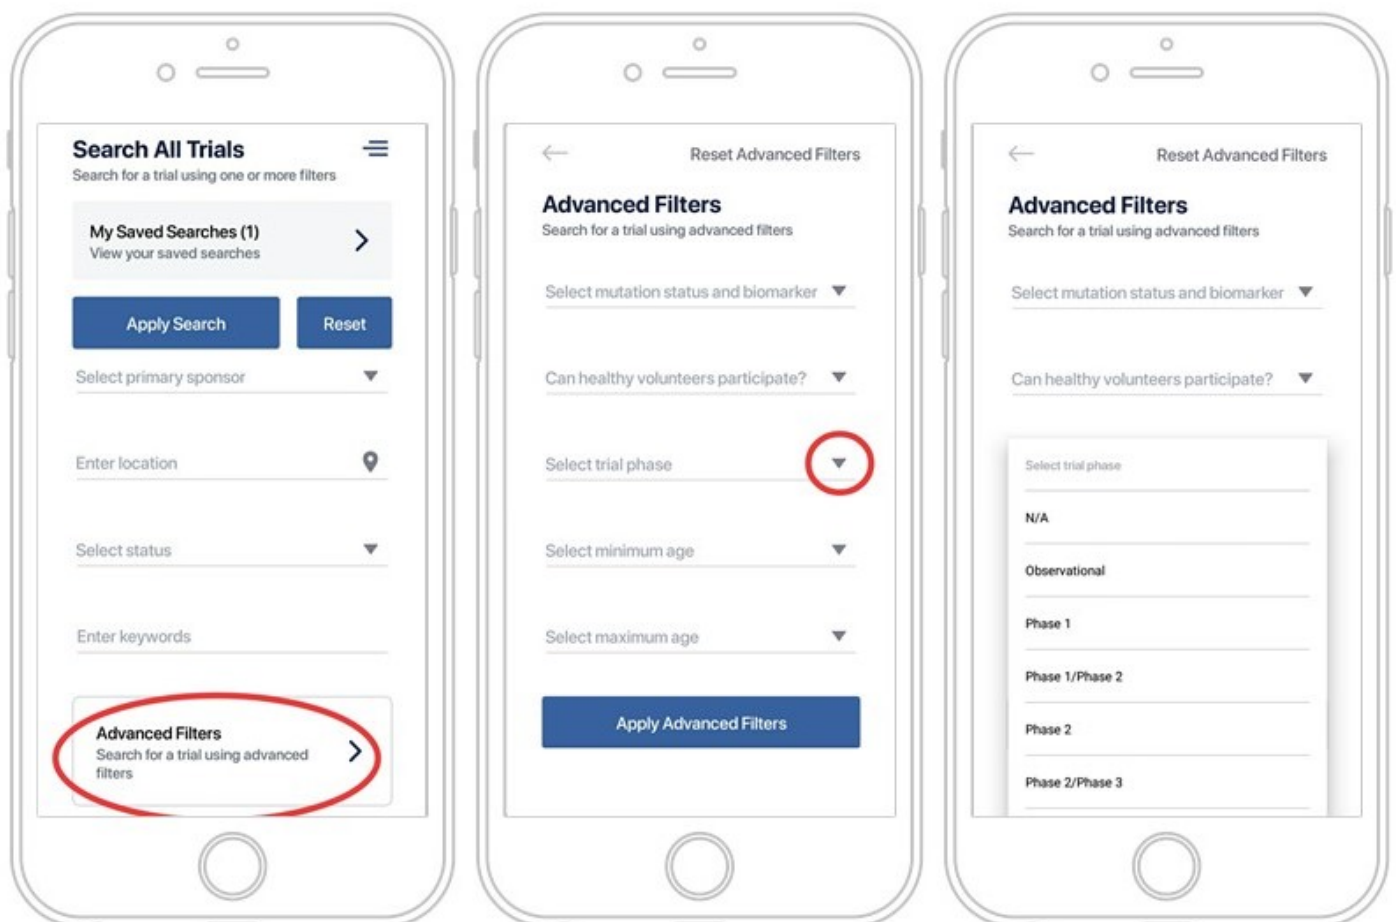 Search All Trials
Search for a trial using one or more filters
My Saved Searches (1)
View your saved searches
Apply Search
Reset
Select primary sponsor
Enter location
Select status
Enter keywords
Advanced Filters
Search for a trial using advanced
filters
Reset Advanced Filters
Advanced Filters
Search for a trial using advanced filters
Select mutation status and biomarker
Can healthy volunteers participate?
Select trial phase
Select minimum age
Select maximum age
Apply Advanced Filters
Reset Advanced Filters
Advanced Filters
Search for a trial using advanced filters
Select mutation status and biomarker
Can healthy volunteers participate?
Select trial phase
N/A
Observational
Phase 1
Phase 1/Phase 2
Phase 2
Phase 2/Phase 3